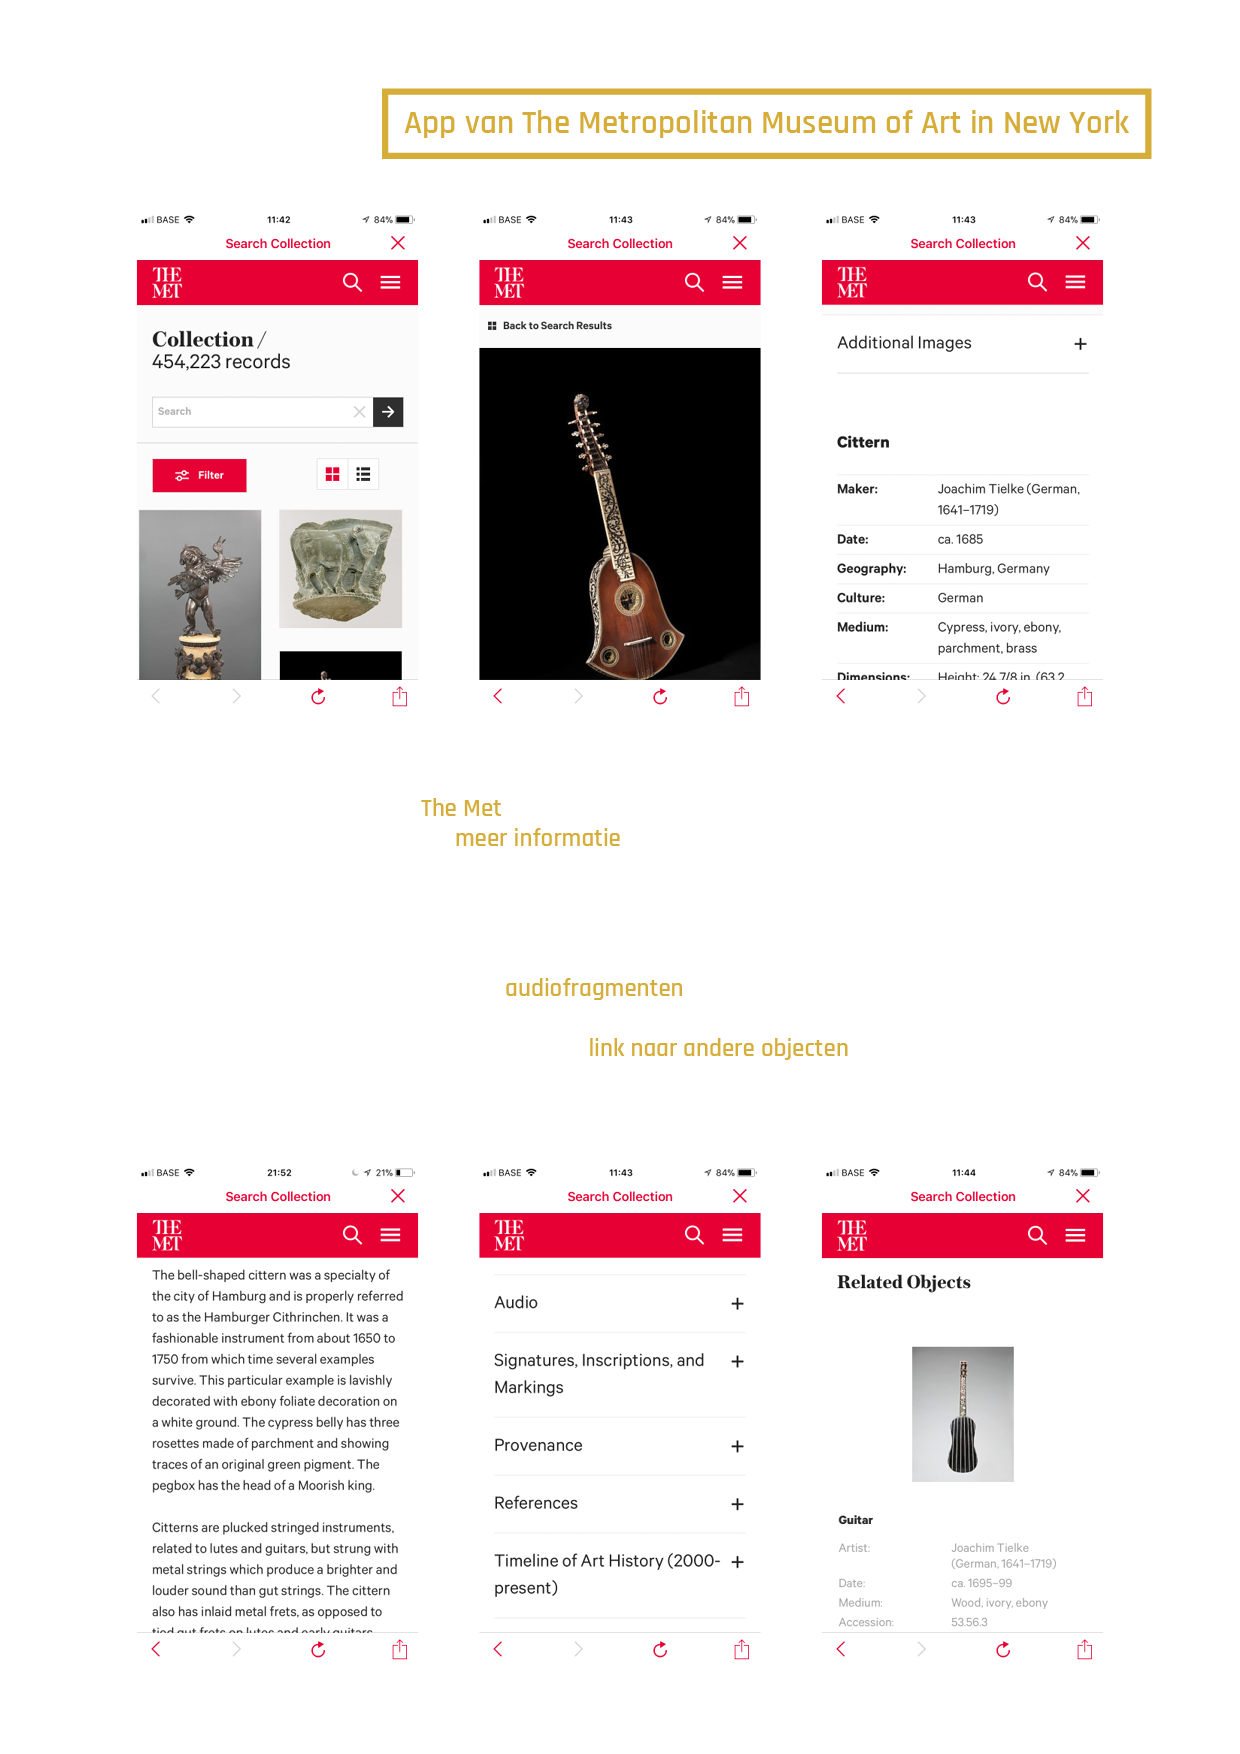 App van The Metropolitan Museum of Art in New York
BASE 11:42 84%
Search Collection
THE MET
Collection /
454,223 records
Search
Filter
BASE 11:43 84%
Search Collection
THE MET
Back to Search Results
BASE 11:43 84%
Search Collection
THE MET
Additional Images +
Cittern
Maker: Joachim Tielke (German,
1641–1719)
Date: ca. 1685
Geography: Hamburg, Germany
Culture: German
Medium: Cypress, ivory, ebony,
parchment, brass
Dimensions: Height: 24 7/8 in. (63.2
The Met
meer informatie
audiofragmenten
link naar andere objecten
BASE 21:52 21%
Search Collection
THE MET
The bell-shaped cittern was a specialty of
the city of Hamburg and is properly referred
to as the Hamburger Cithrinchen. It was a
fashionable instrument from about 1650 to
1750 from which time several examples
survive. This particular example is lavishly
decorated with ebony foliate decoration on
a white ground. The cypress belly has three
rosettes made of parchment and showing
traces of an original green pigment. The
pegbox has the head of a Moorish king.
Citterns are plucked stringed instruments,
related to lutes and guitars, but strung with
metal strings which produce a brighter and
louder sound than gut strings. The cittern
also has inlaid metal frets, as opposed to
tied gut frets on lutes and early guitars
BASE 11:43 84%
Search Collection
THE MET
Audio +
Signatures, Inscriptions, and +
Markings
Provenance +
References +
Timeline of Art History (2000- +
present)
BASE 11:44 84%
Search Collection
THE MET
Related Objects
Guitar
Artist: Joachim Tielke
(German, 1641–1719)
Date: ca. 1695–99
Medium: Wood, ivory, ebony
Accession: 53.56.3